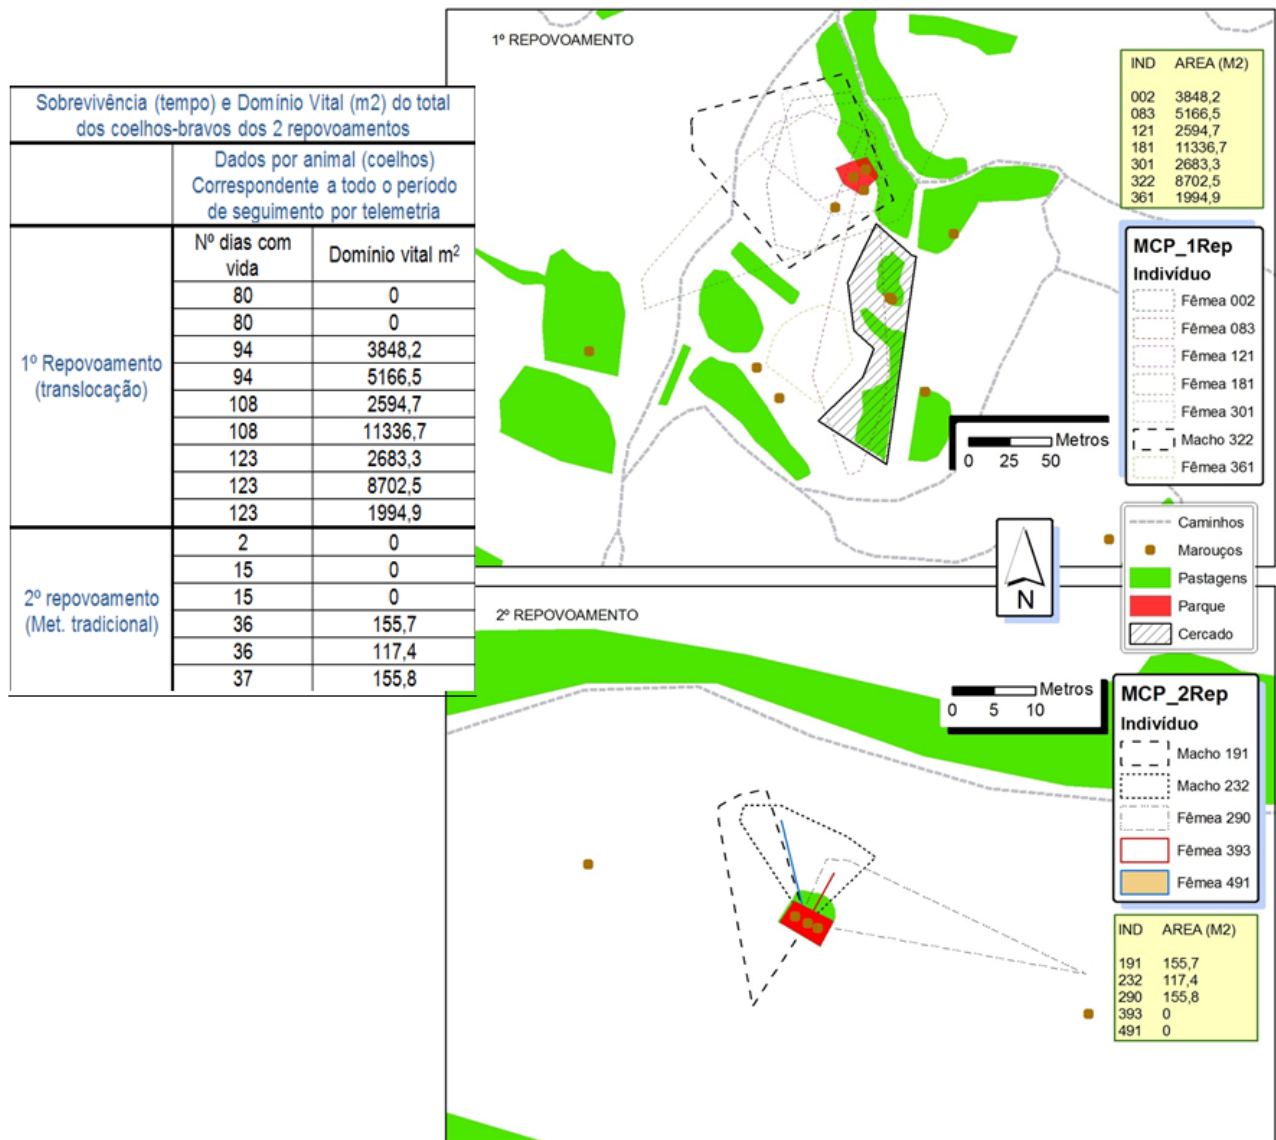 Sobrevivência (tempo) e Domínio Vital (m2) do total
dos coelhos-bravos dos 2 repovoamentos
Dados por animal (coelhos)
Correspondente a todo o período
de seguimento por telemetria
Nº dias com
vida
Domínio vital m²
1º Repovoamento
(translocação)
80 0
80 0
94 3848,2
94 5166,5
108 2594,7
108 11336,7
123 2683,3
123 8702,5
123 1994,9
2º repovoamento
(Met. tradicional)
2 0
15 0
15 0
36 155,7
36 117,4
37 155,8
1º REPOVOAMENTO
IND AREA (M2)
002 3848,2
083 5166,5
121 2594,7
181 11336,7
301 2683,3
322 8702,5
361 1994,9
MCP_1Rep
Indivíduo
Fêmea 002
Fêmea 083
Fêmea 121
Fêmea 181
Fêmea 301
Macho 322
Fêmea 361
Metros
0 25 50
Caminhos
Marouços
Pastagens
Parque
Cercado
N
2º REPOVOAMENTO
Metros
0 5 10
MCP_2Rep
Indivíduo
Macho 191
Macho 232
Fêmea 290
Fêmea 393
Fêmea 491
IND AREA (M2)
191 155,7
232 117,4
290 155,8
393 0
491 0